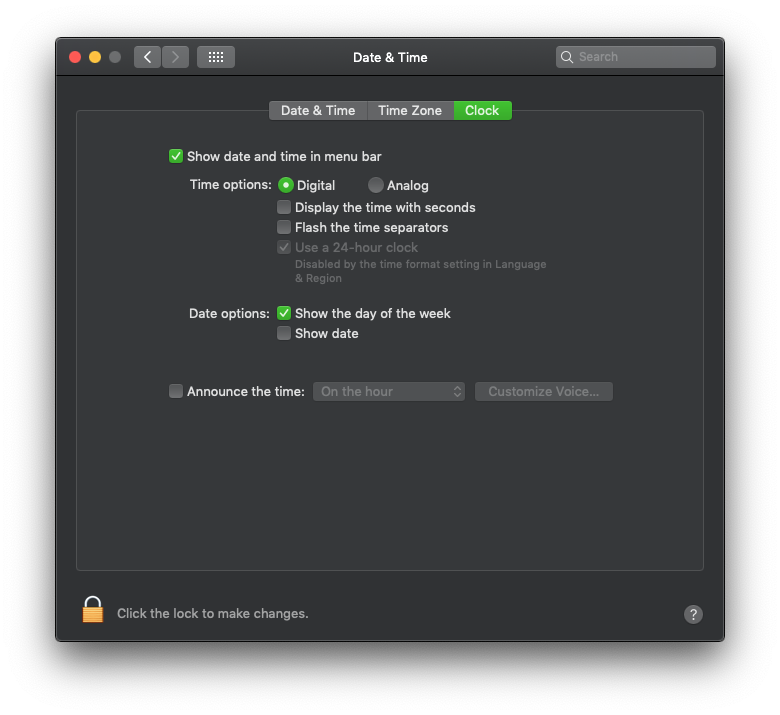 Date & Time
Search
Date & Time Time Zone Clock
Show date and time in menu bar
Time options: Digital Analog
Display the time with seconds
Flash the time separators
Use a 24-hour clock
Disabled by the time format setting in Language
& Region
Date options: Show the day of the week
Show date
Announce the time: On the hour Customize Voice...
Click the lock to make changes.
?